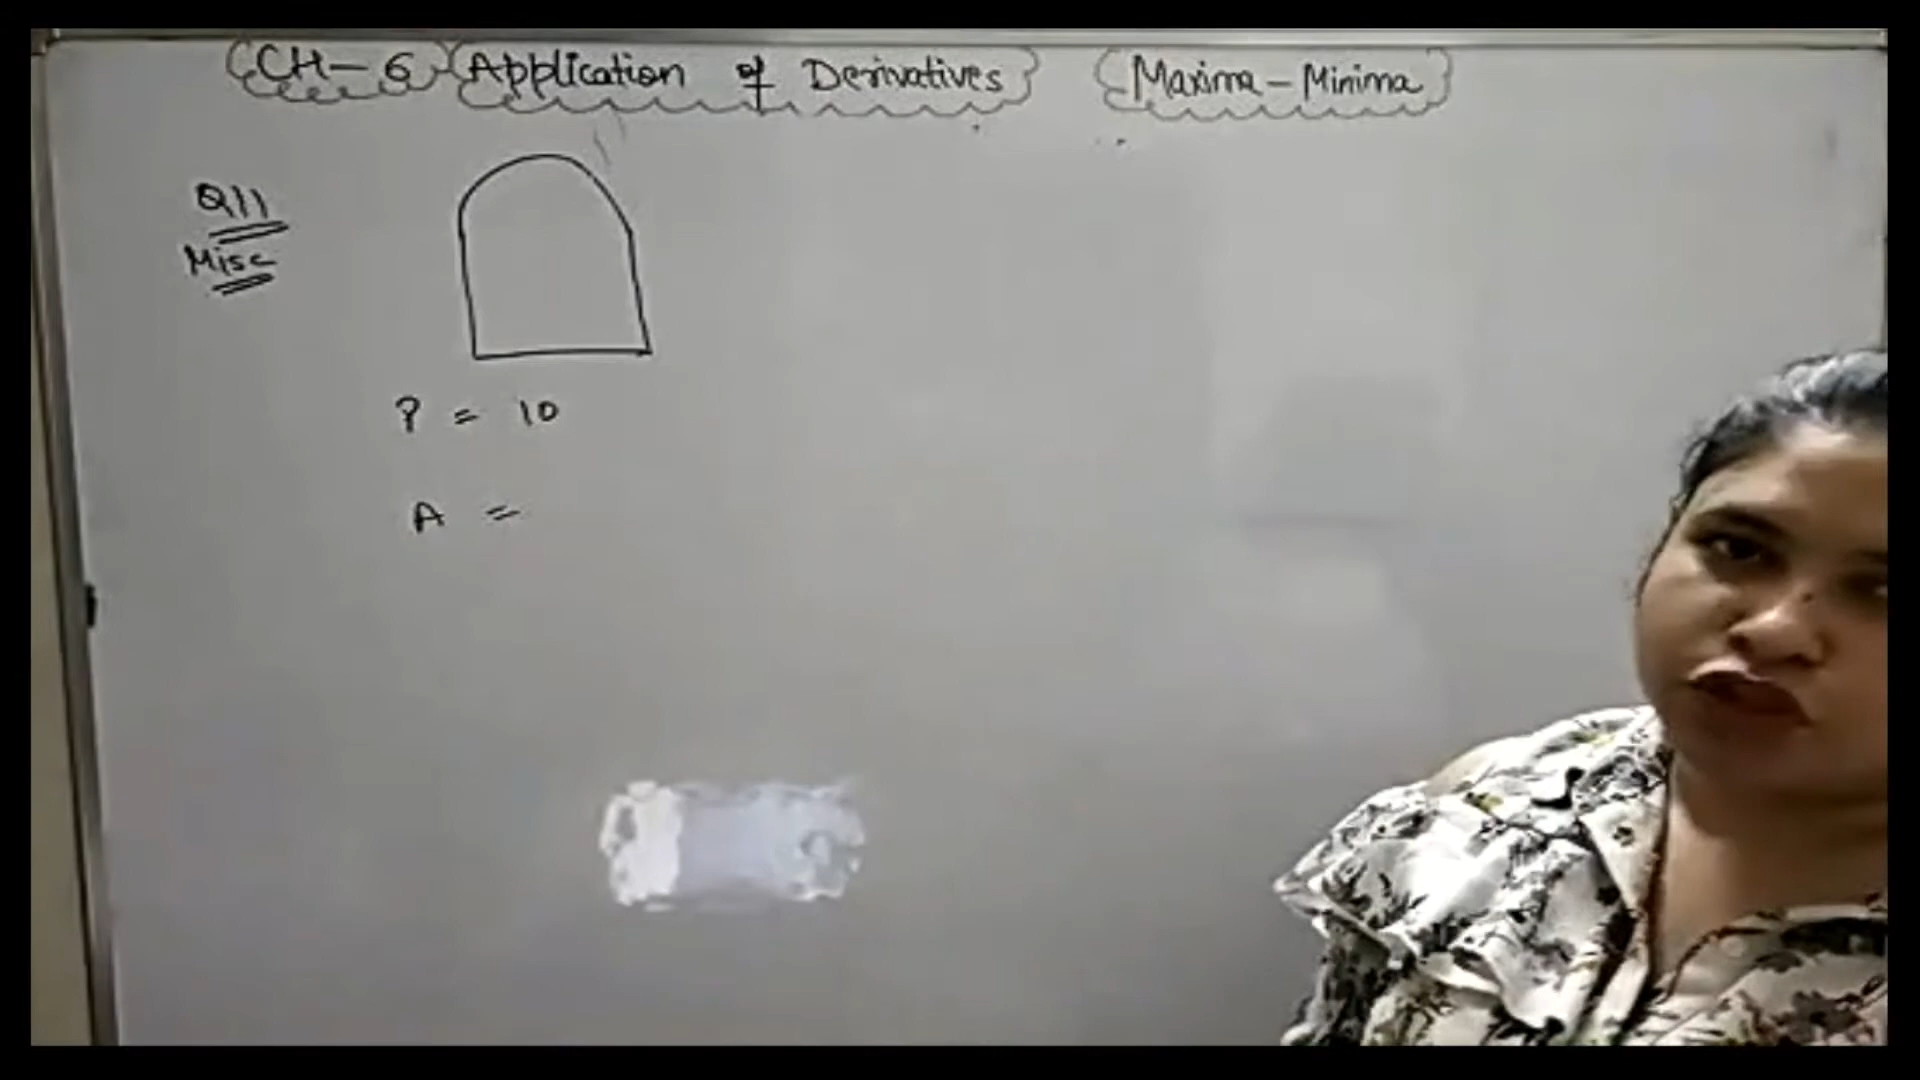 CH-6 Application of Derivatives Maxima - Minima
Q11
Misc
P = 10
A =